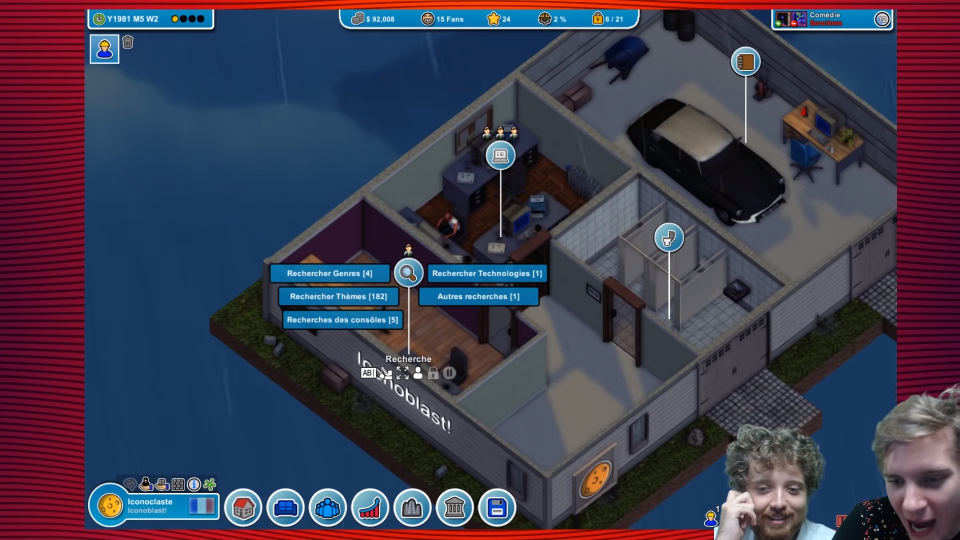 Y1981 M5 W2
$ 92,008
15 Fans
24
2 %
6 / 21
Comédie
Rechercher Genres [4]
Rechercher Technologies [1]
Rechercher Thèmes [182]
Autres recherches [1]
Recherches des consôles [5]
Recherche
AB
Iconoblast!
Iconoclaste
Iconoblast!